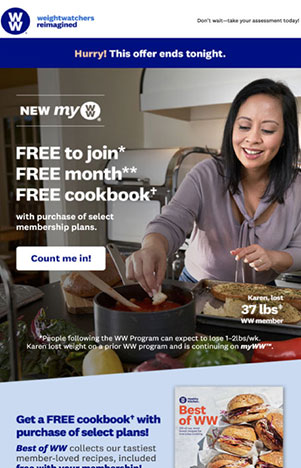 WW
weightwatchers
reimagined
Don't wait—take your assessment today!
Hurry! This offer ends tonight.
NEW my WW
FREE to join*
FREE month**
FREE cookbook†
with purchase of select
membership plans.
Count me in!
Karen, lost
37 lbs†
WW member
*People following the WW Program can expect to lose 1-2lbs/wk.
Karen lost weight on a prior WW program and is continuing on myWW™.
Get a FREE cookbook† with
purchase of select plans!
Best of WW collects our tastiest
member-loved recipes, included
free with your membership!
Best
of WW